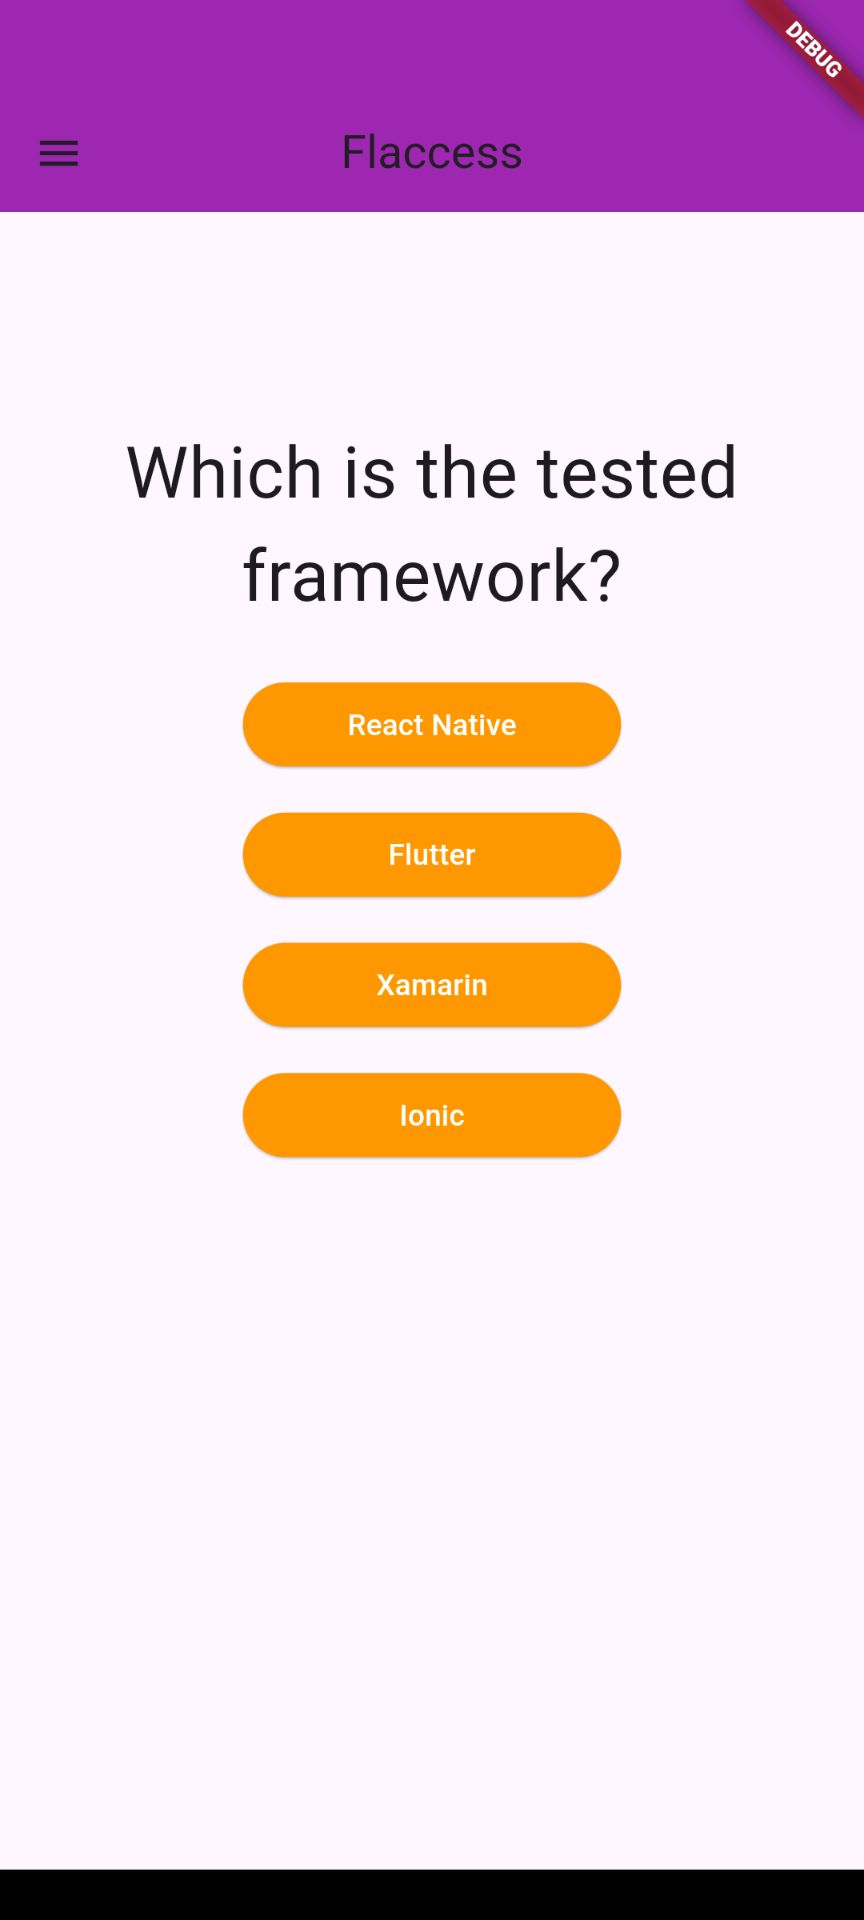 DEBUG
Flaccess
Which is the tested
framework?
React Native
Flutter
Xamarin
Ionic